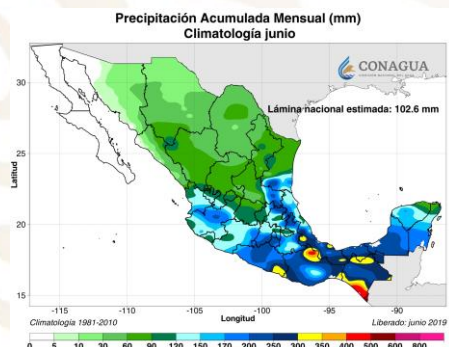 Precipitación Acumulada Mensual (mm)
Climatología junio
CONAGUA
Lámina nacional estimada: 102.6 mm
30
25
20
15
Latitud
-115
-110
-105
-100
-95
-90
Longitud
Climatología 1981-2010
Liberado: junio 2019
0 5 10 30 60 90 120 150 170 200 250 300 350 400 500 600 800